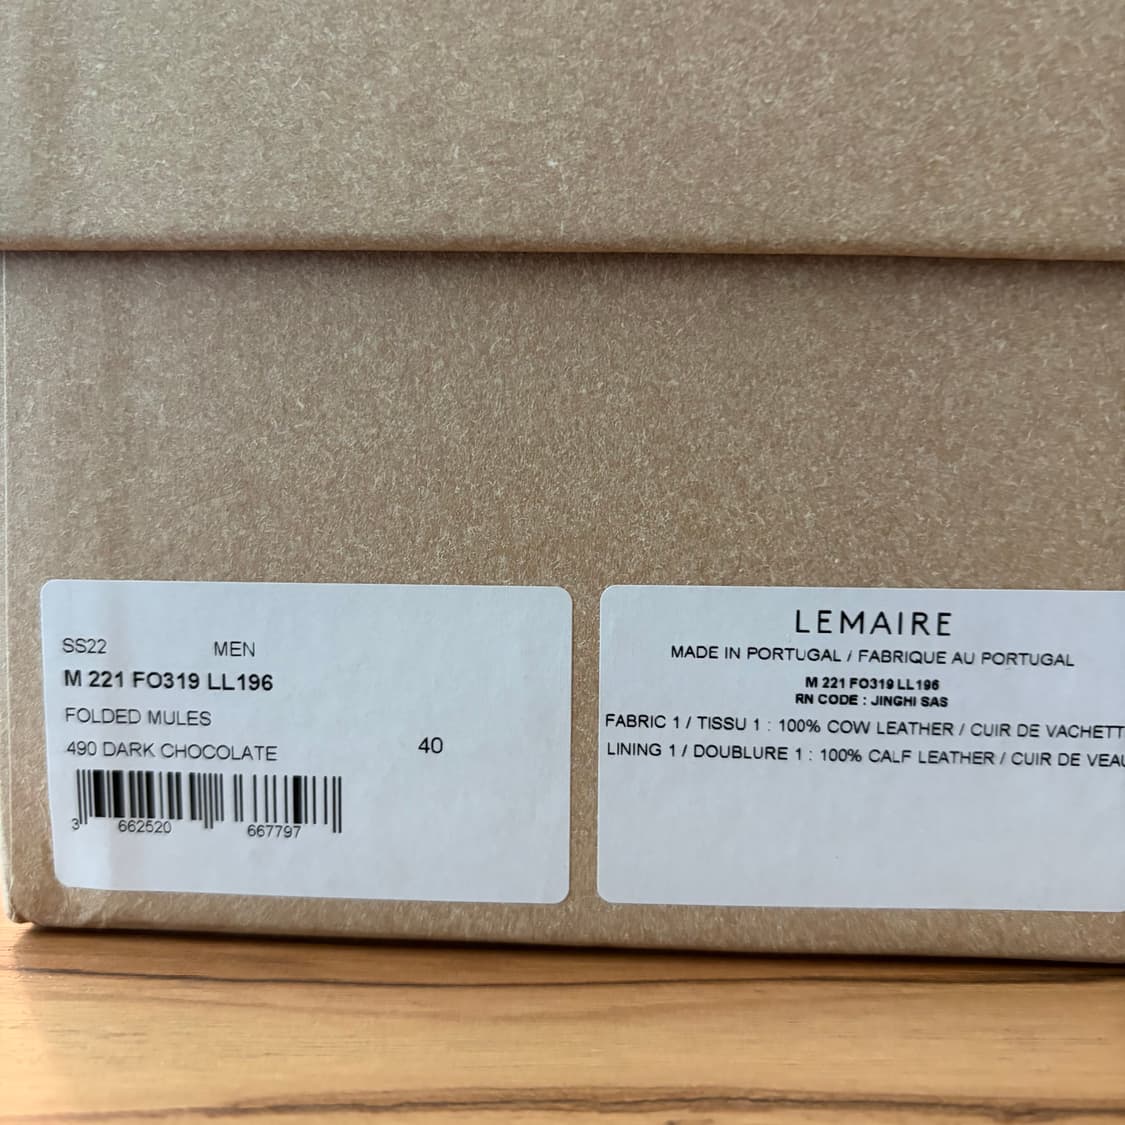 SS22 MEN
M 221 FO319 LL196
FOLDED MULES
490 DARK CHOCOLATE 40
3 662520 667797
LEMAIRE
MADE IN PORTUGAL / FABRIQUE AU PORTUGAL
M 221 FO319 LL196
RN CODE : JINGHI SAS
FABRIC 1 / TISSU 1 : 100% COW LEATHER / CUIR DE VACHETT
LINING 1 / DOUBLURE 1 : 100% CALF LEATHER / CUIR DE VEAU